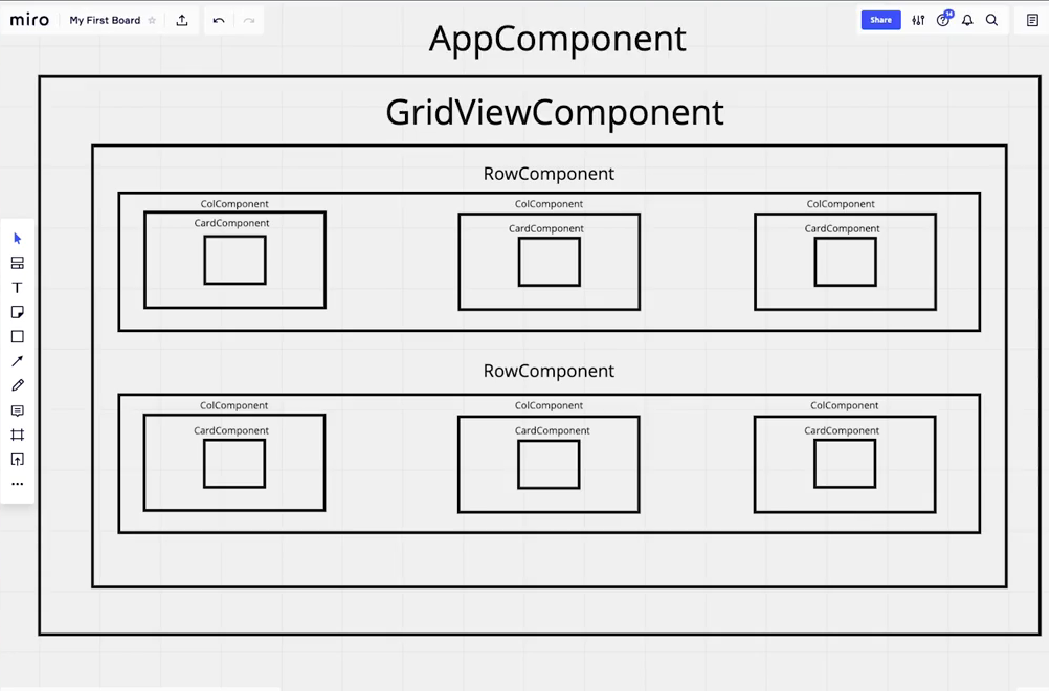 miro My First Board Share 14
AppComponent
GridViewComponent
RowComponent
ColComponent ColComponent ColComponent
CardComponent CardComponent CardComponent
RowComponent
ColComponent ColComponent ColComponent
CardComponent CardComponent CardComponent